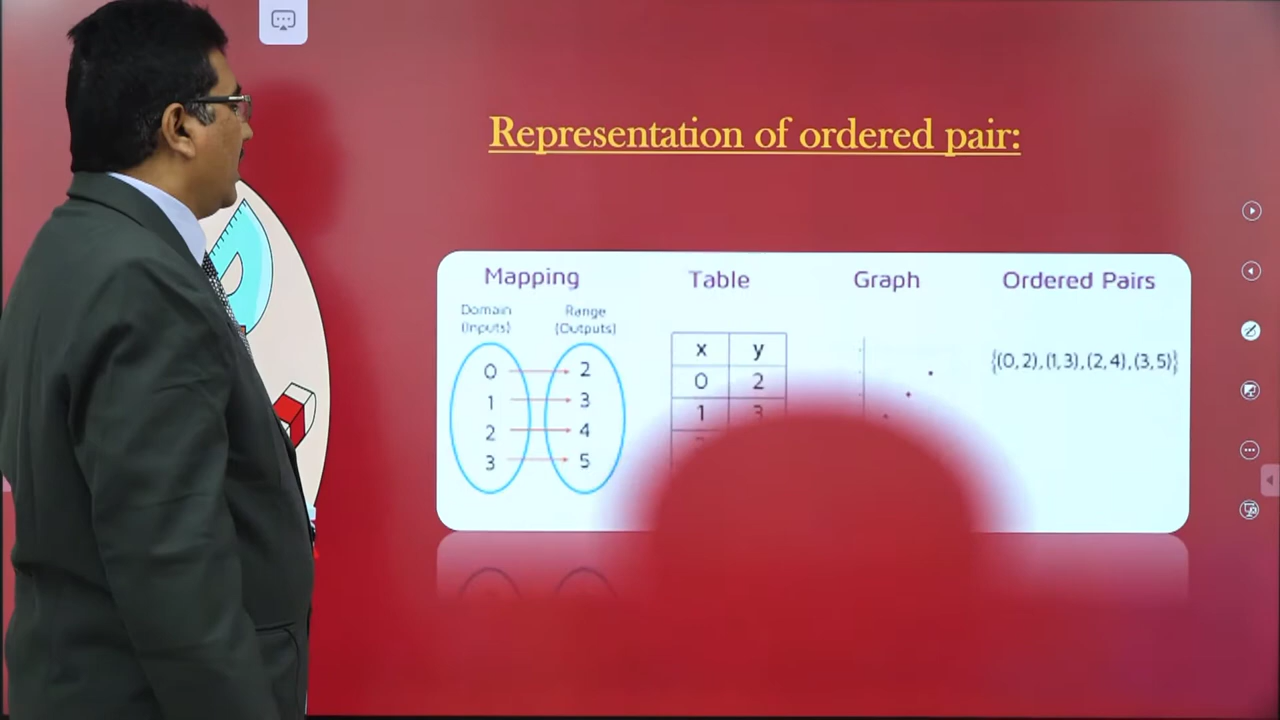 Representation of ordered pair:
Mapping
Domain
(Inputs)
Range
(Outputs)
0 2
1 3
2 4
3 5
Table
x y
0 2
1 3
Graph
Ordered Pairs
{(0, 2), (1, 3), (2, 4), (3, 5)}